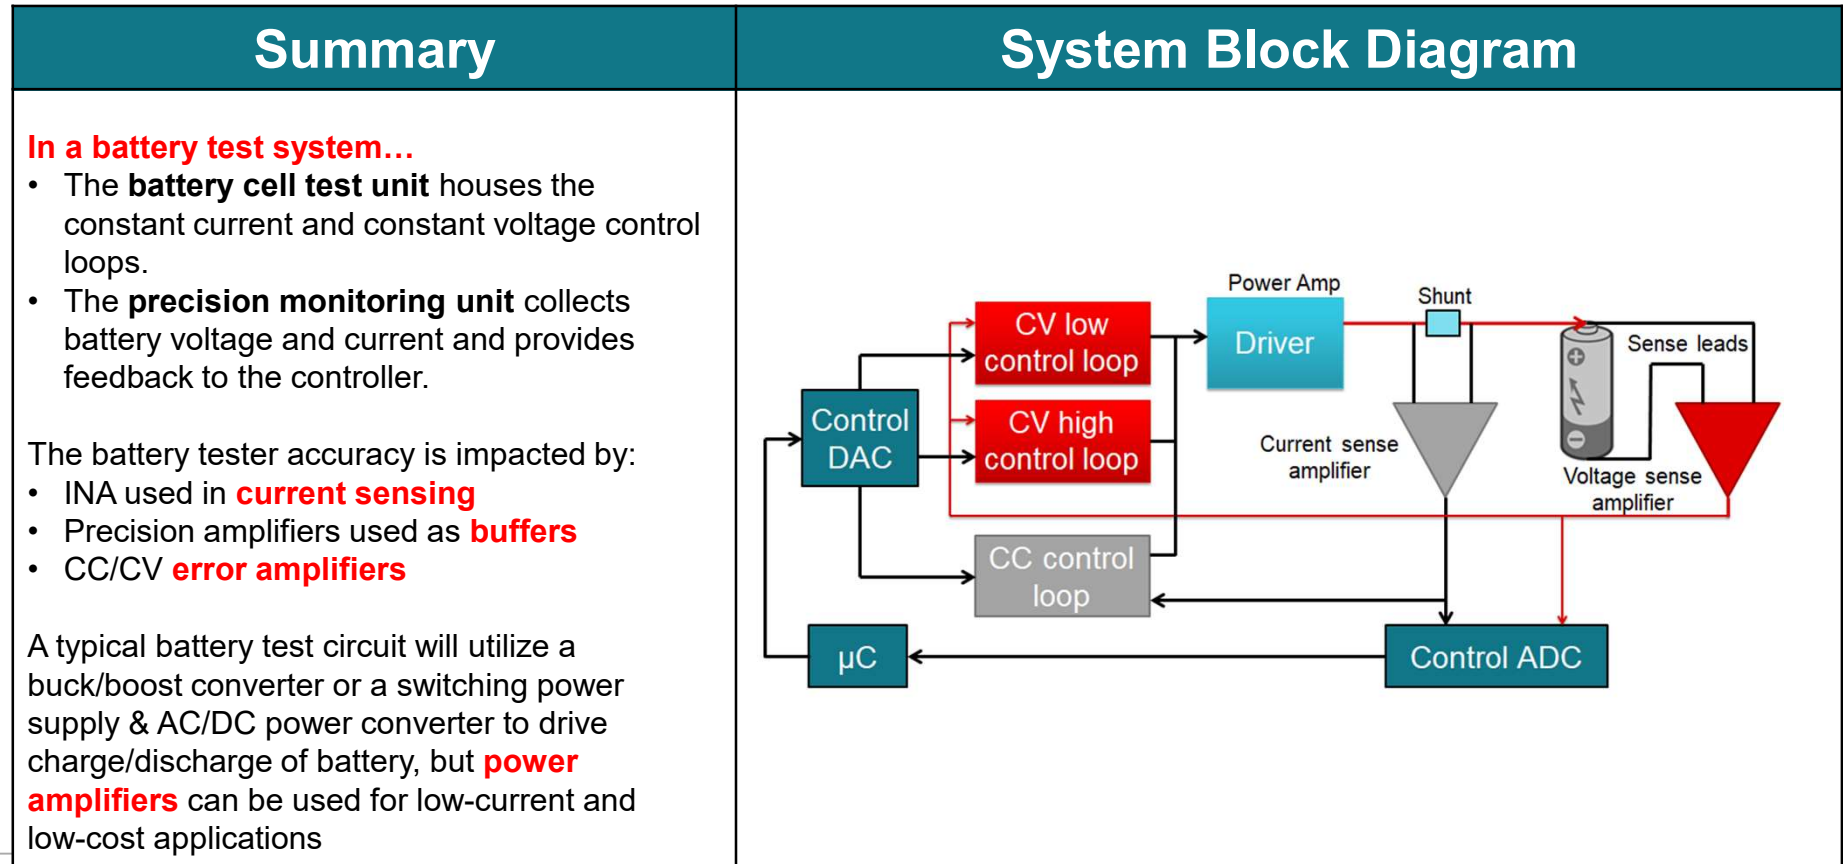 Summary
System Block Diagram
In a battery test system…
• The battery cell test unit houses the
constant current and constant voltage control
loops.
• The precision monitoring unit collects
battery voltage and current and provides
feedback to the controller.
The battery tester accuracy is impacted by:
• INA used in current sensing
• Precision amplifiers used as buffers
• CC/CV error amplifiers
A typical battery test circuit will utilize a
buck/boost converter or a switching power
supply & AC/DC power converter to drive
charge/discharge of battery, but power
amplifiers can be used for low-current and
low-cost applications
Power Amp
Shunt
CV low
control loop
Driver
Sense leads
Control
DAC
CV high
control loop
Current sense
amplifier
Voltage sense
amplifier
CC control
loop
µC
Control ADC